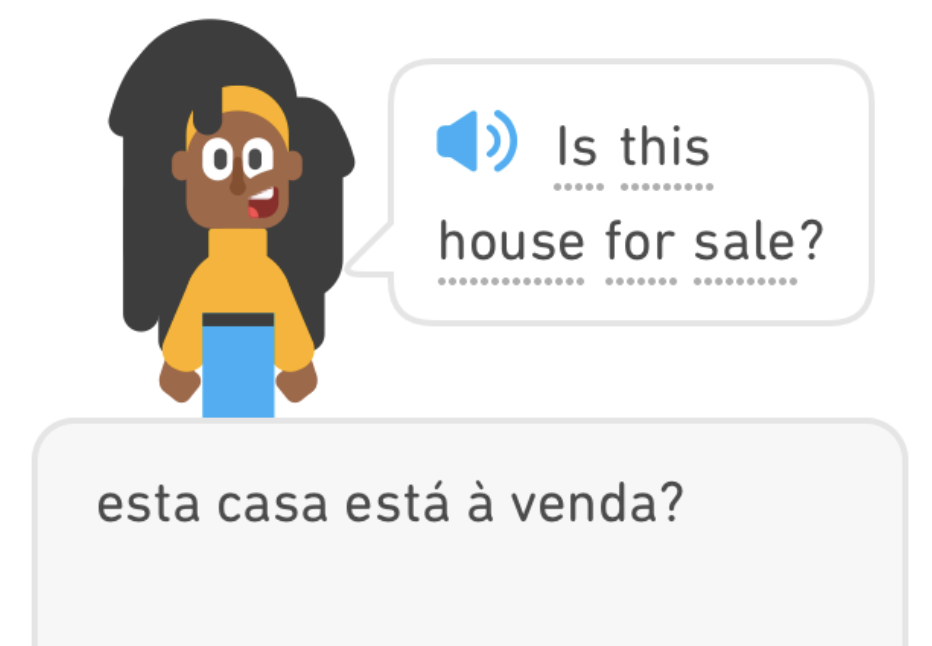 Is this
house for sale?
esta casa está à venda?